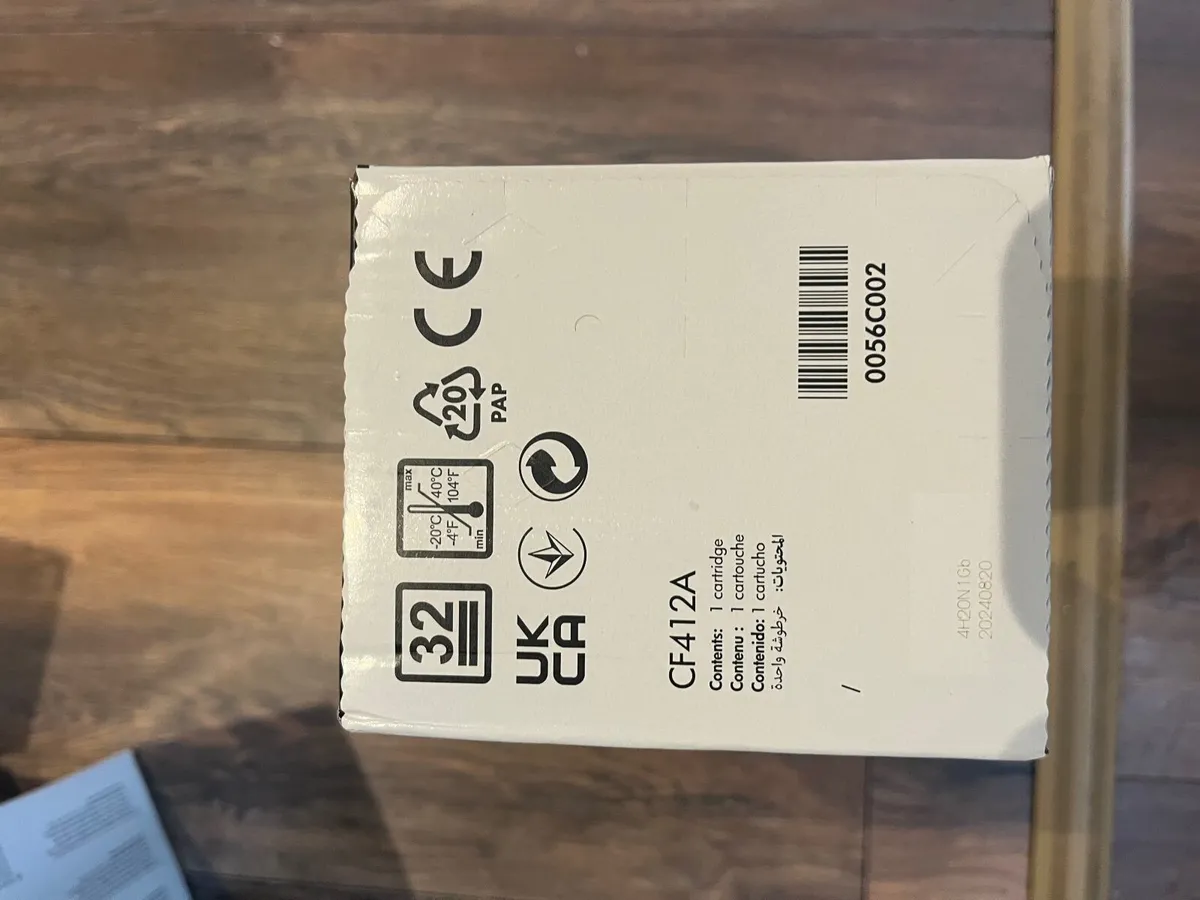 32
-20°C
-4°F
min
max
40°C
104°F
20
PAP
CE
UK
CA
CF412A
Contents: 1 cartridge
Contenu : 1 cartouche
Contenido: 1 cartucho
المحتويات: خرطوشة واحدة
/
0056C002
4H20N1Gb
20240820